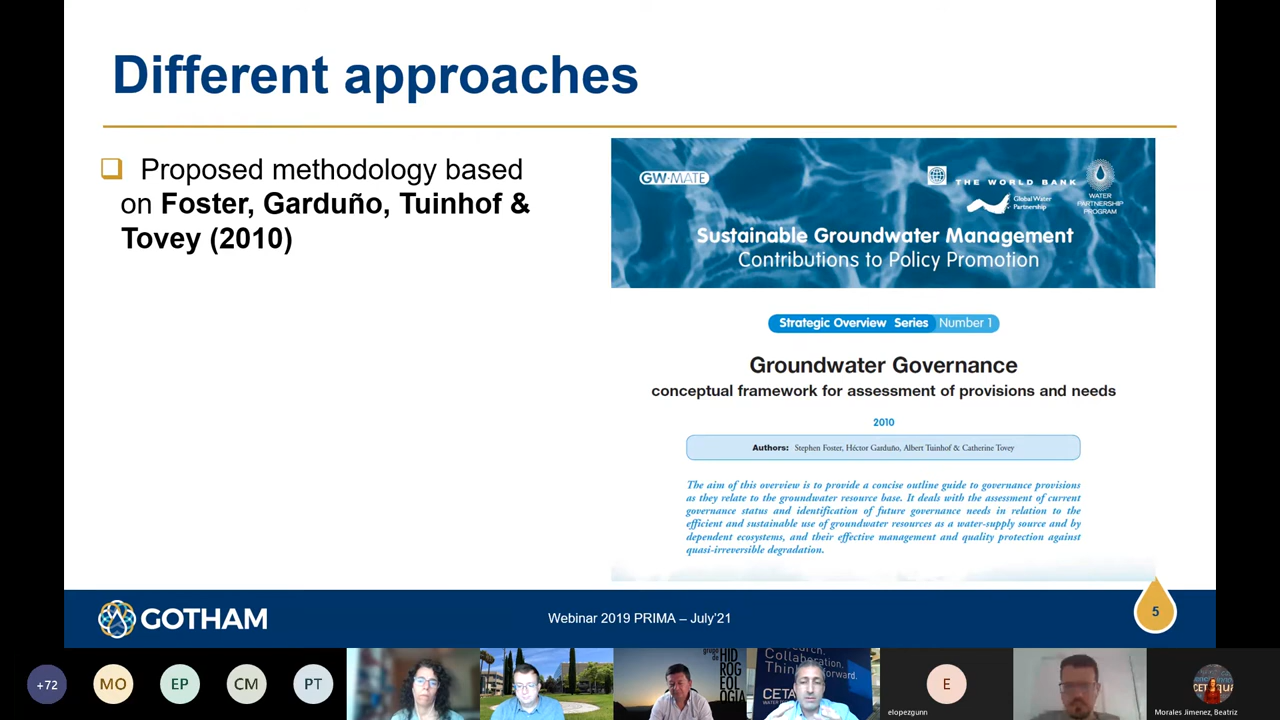 Different approaches
❑ Proposed methodology based
on Foster, Garduño, Tuinhof &
Tovey (2010)
GW·MATE
THE WORLD BANK
Global Water
Partnership
WATER
PARTNERSHIP
PROGRAM
Sustainable Groundwater Management
Contributions to Policy Promotion
Strategic Overview Series Number 1
Groundwater Governance
conceptual framework for assessment of provisions and needs
2010
Authors: Stephen Foster, Héctor Garduño, Albert Tuinhof & Catherine Tovey
The aim of this overview is to provide a concise outline guide to governance provisions
as they relate to the groundwater resource base. It deals with the assessment of current
governance status and identification of future governance needs in relation to the
efficient and sustainable use of groundwater resources as a water-supply source and by
dependent ecosystems, and their effective management and quality protection against
quasi-irreversible degradation.
GOTHAM
Webinar 2019 PRIMA – July'21
5
+72
MO
EP
CM
PT
grupo
HID
ROG
EOLO
GIA
Collaboration,
CETA
E
elopezgunn
Morales Jimenez, Beatriz